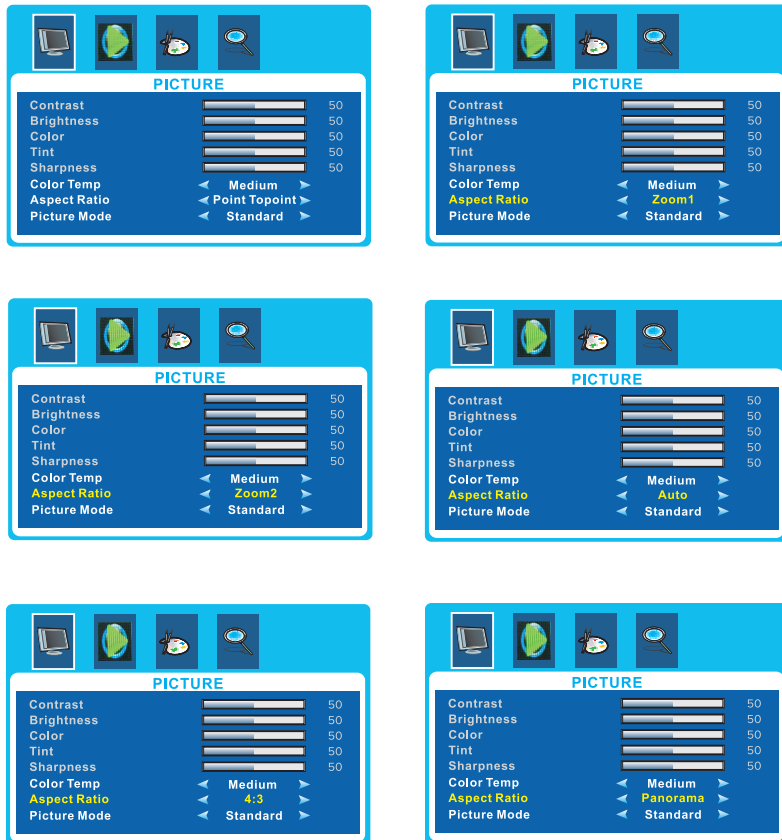 PICTURE
Contrast 50
Brightness 50
Color 50
Tint 50
Sharpness 50
Color Temp Medium
Aspect Ratio Point Topoint
Picture Mode Standard
PICTURE
Contrast 50
Brightness 50
Color 50
Tint 50
Sharpness 50
Color Temp Medium
Aspect Ratio Zoom1
Picture Mode Standard
PICTURE
Contrast 50
Brightness 50
Color 50
Tint 50
Sharpness 50
Color Temp Medium
Aspect Ratio Zoom2
Picture Mode Standard
PICTURE
Contrast 50
Brightness 50
Color 50
Tint 50
Sharpness 50
Color Temp Medium
Aspect Ratio Auto
Picture Mode Standard
PICTURE
Contrast 50
Brightness 50
Color 50
Tint 50
Sharpness 50
Color Temp Medium
Aspect Ratio 4:3
Picture Mode Standard
PICTURE
Contrast 50
Brightness 50
Color 50
Tint 50
Sharpness 50
Color Temp Medium
Aspect Ratio Panorama
Picture Mode Standard